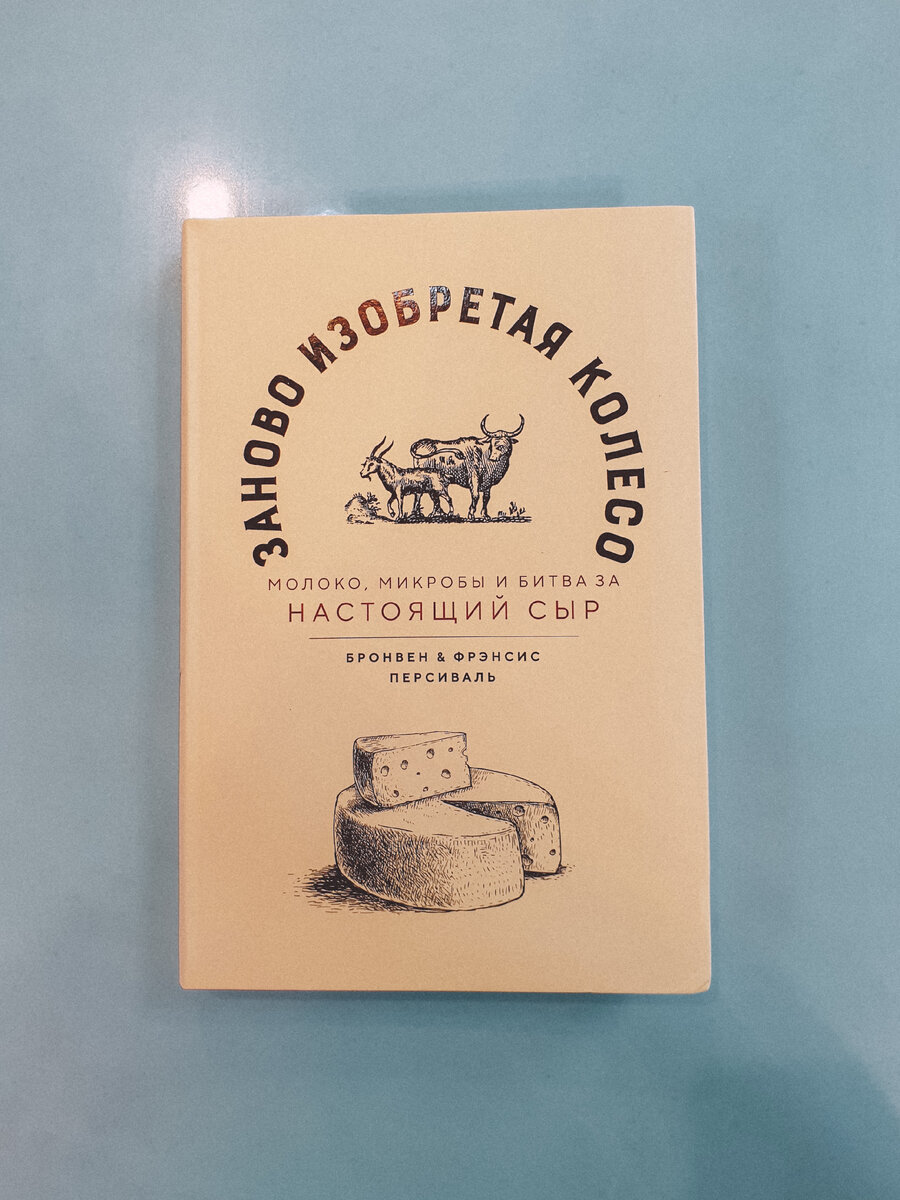 ЗАНОВО ИЗОБРЕТАЯ КОЛЕСО
МОЛОКО, МИКРОБЫ И БИТВА ЗА
НАСТОЯЩИЙ СЫР
БРОНВЕН & ФРЭНСИС
ПЕРСИВАЛЬ